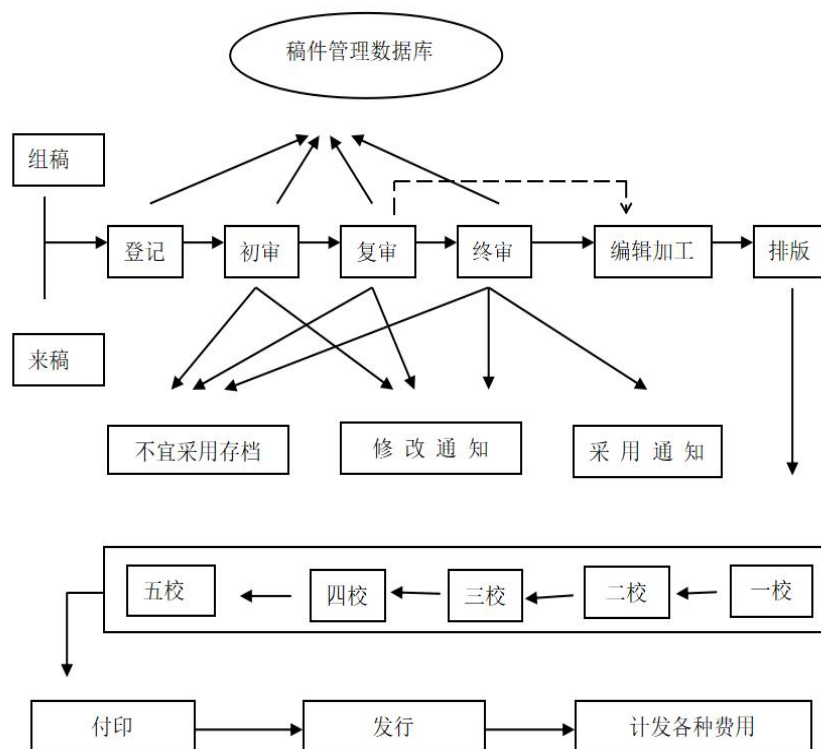 稿件管理数据库
组稿
登记
初审
复审
终审
编辑加工
排版
来稿
不宜采用存档
修改通知
采用通知
五校
四校
三校
二校
一校
付印
发行
计发各种费用